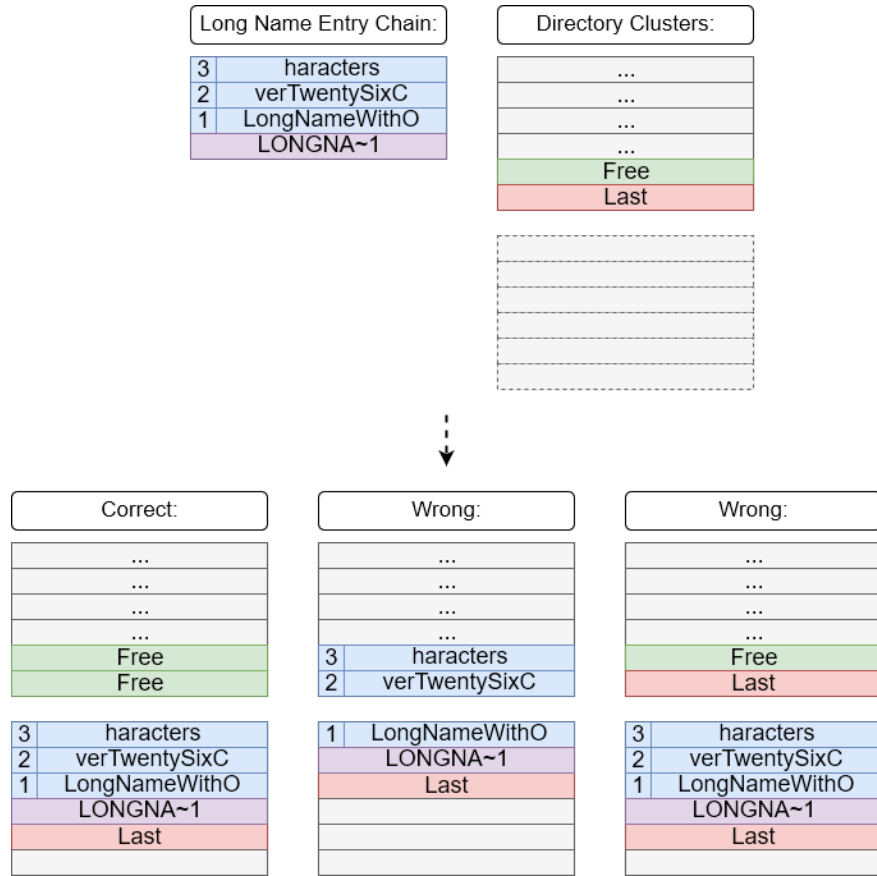 Long Name Entry Chain:
3 haracters
2 verTwentySixC
1 LongNameWithO
LONGNA~1
Directory Clusters:
...
...
...
...
Free
Last
Correct:
...
...
...
...
Free
Free
3 haracters
2 verTwentySixC
1 LongNameWithO
LONGNA~1
Last
Wrong:
...
...
...
...
3 haracters
2 verTwentySixC
1 LongNameWithO
LONGNA~1
Last
Wrong:
...
...
...
...
Free
Last
3 haracters
2 verTwentySixC
1 LongNameWithO
LONGNA~1
Last